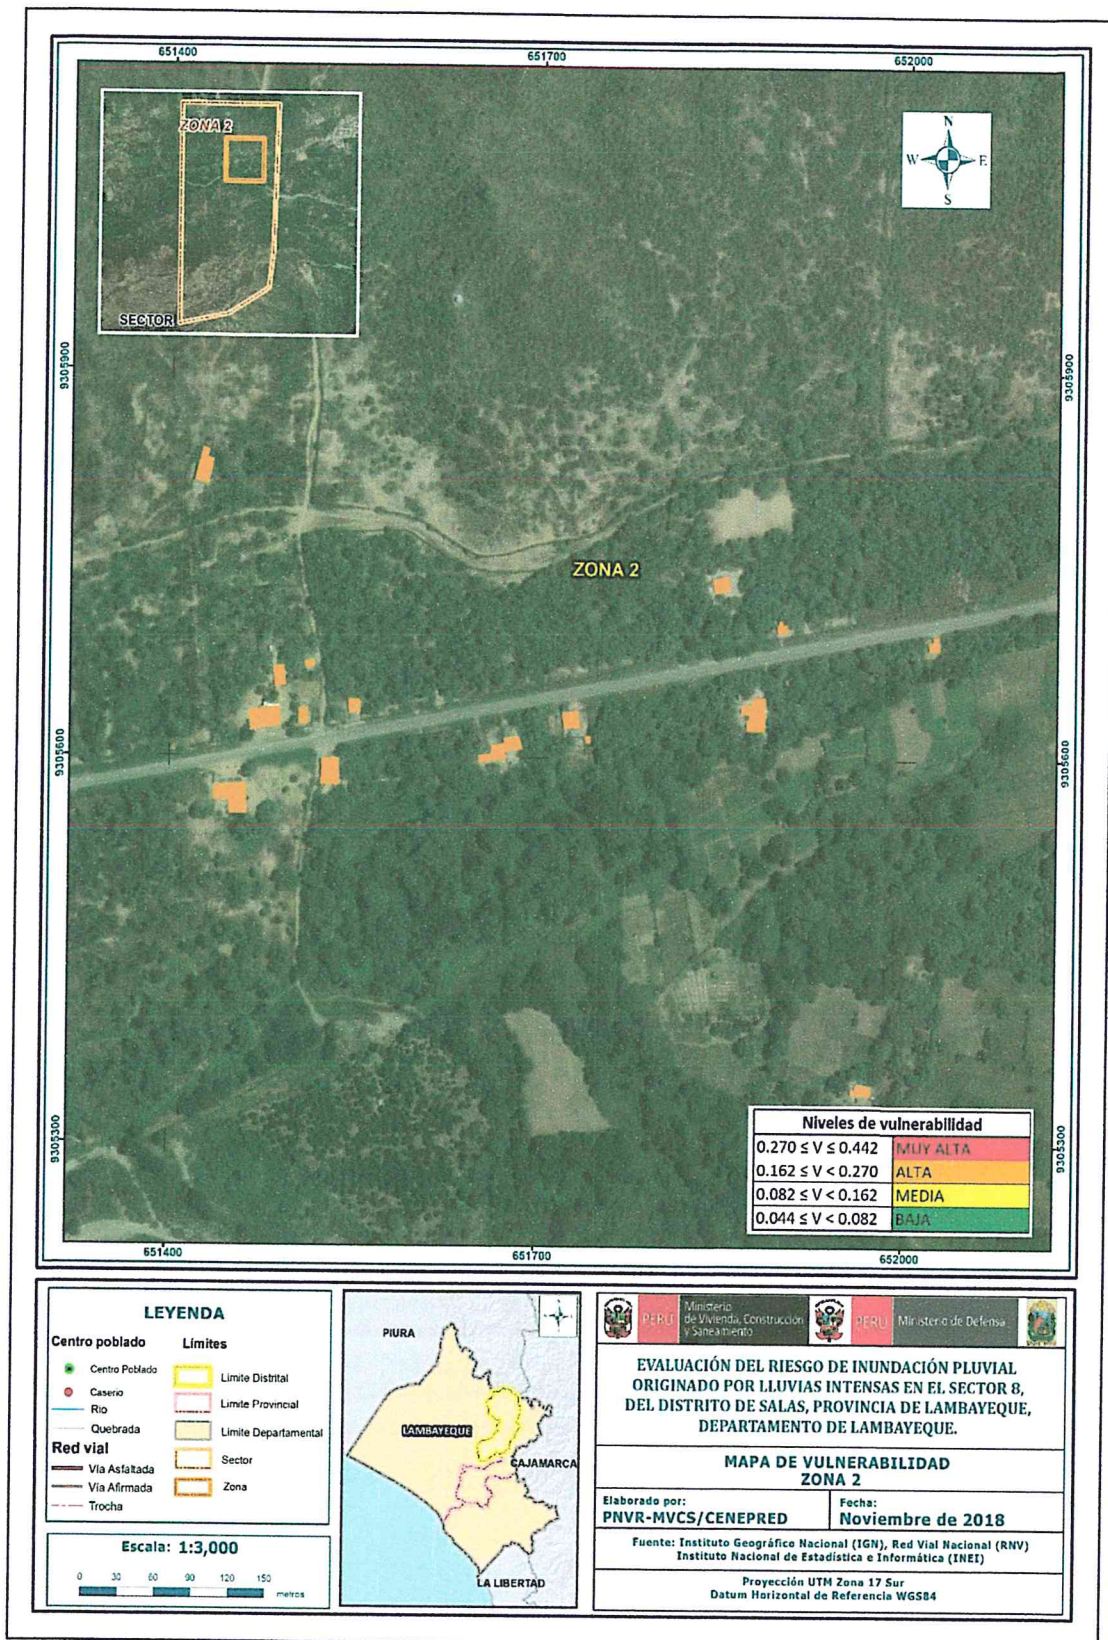 651400
651700
652000
ZONA 2
SECTOR
N
W
E
S
9305900
9305900
ZONA 2
9305600
9305600
9305300
9305300
Niveles de vulnerabilidad
0.270 ≤ V ≤ 0.442 MUY ALTA
0.162 ≤ V < 0.270 ALTA
0.082 ≤ V < 0.162 MEDIA
0.044 ≤ V < 0.082 BAJA
651400
651700
652000
LEYENDA
Centro poblado
Centro Poblado
Caserio
Rio
Quebrada
Red vial
Vía Asfaltada
Vía Afirmada
Trocha
Límites
Limite Distrital
Limite Provincial
Limite Departamental
Sector
Zona
Escala: 1:3,000
0 30 60 90 120 150
metros
PIURA
LAMBAYEQUE
CAJAMARCA
LA LIBERTAD
PERÚ
Ministerio
de Vivienda, Construcción
y Saneamiento
PERÚ
Ministerio de Defensa
EVALUACIÓN DEL RIESGO DE INUNDACIÓN PLUVIAL
ORIGINADO POR LLUVIAS INTENSAS EN EL SECTOR 8,
DEL DISTRITO DE SALAS, PROVINCIA DE LAMBAYEQUE,
DEPARTAMENTO DE LAMBAYEQUE.
MAPA DE VULNERABILIDAD
ZONA 2
Elaborado por:
PNVR-MVCS/CENEPRED
Fecha:
Noviembre de 2018
Fuente: Instituto Geográfico Nacional (IGN), Red Vial Nacional (RNV)
Instituto Nacional de Estadística e Informática (INEI)
Proyección UTM Zona 17 Sur
Datum Horizontal de Referencia WGS84